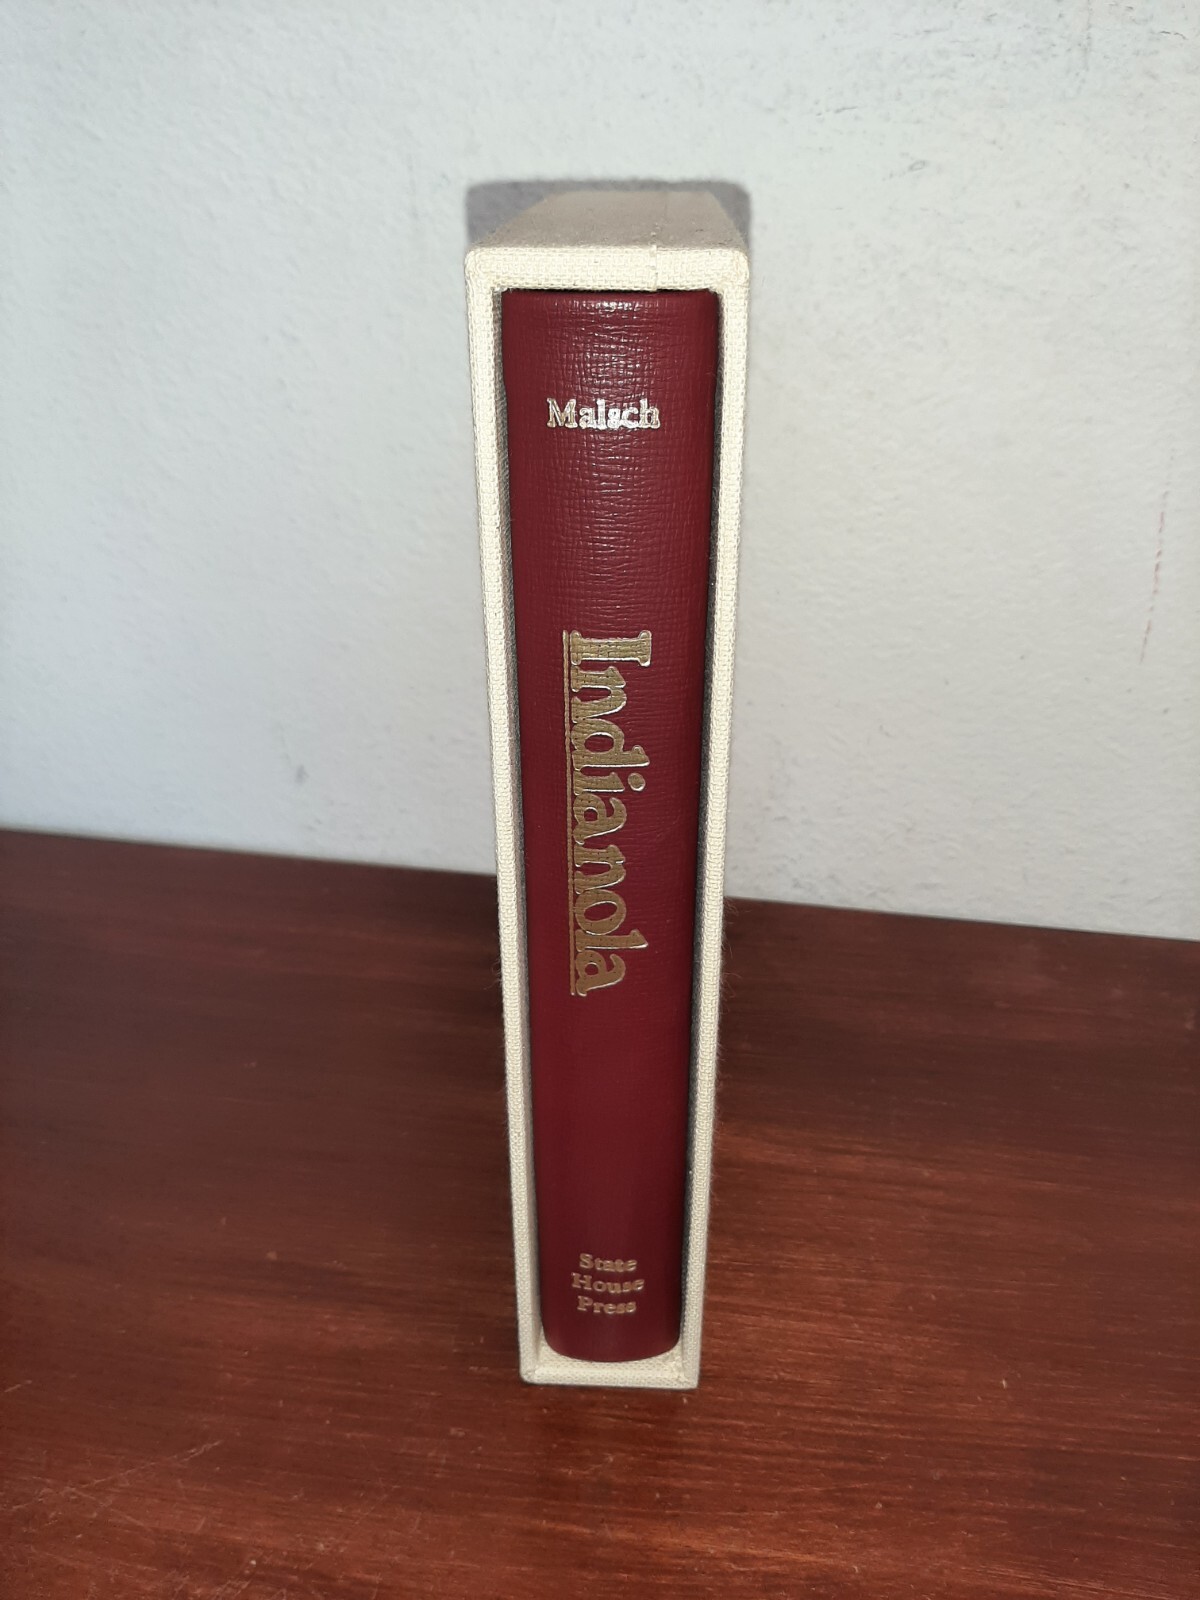 Malsch
Indianola
State
House
Press